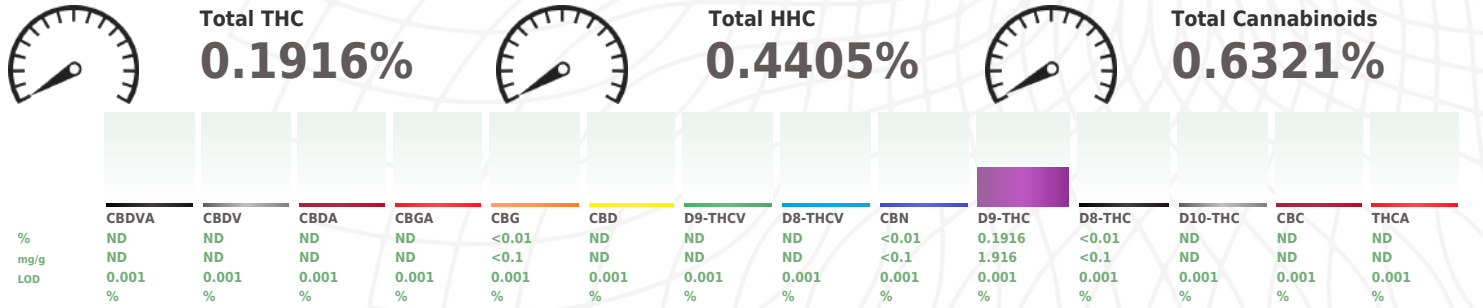 Total THC Total HHC Total Cannabinoids
0.1916% 0.4405% 0.6321%
CBDVA CBDV CBDA CBGA CBG CBD D9-THCV D8-THCV CBN D9-THC D8-THC D10-THC CBC THCA
% ND ND ND ND <0.01 ND ND ND <0.01 0.1916 <0.01 ND ND ND
mg/g ND ND ND ND <0.1 ND ND ND <0.1 1.916 <0.1 ND ND ND
LOD 0.001 0.001 0.001 0.001 0.001 0.001 0.001 0.001 0.001 0.001 0.001 0.001 0.001 0.001
% % % % % % % % % % % % % %